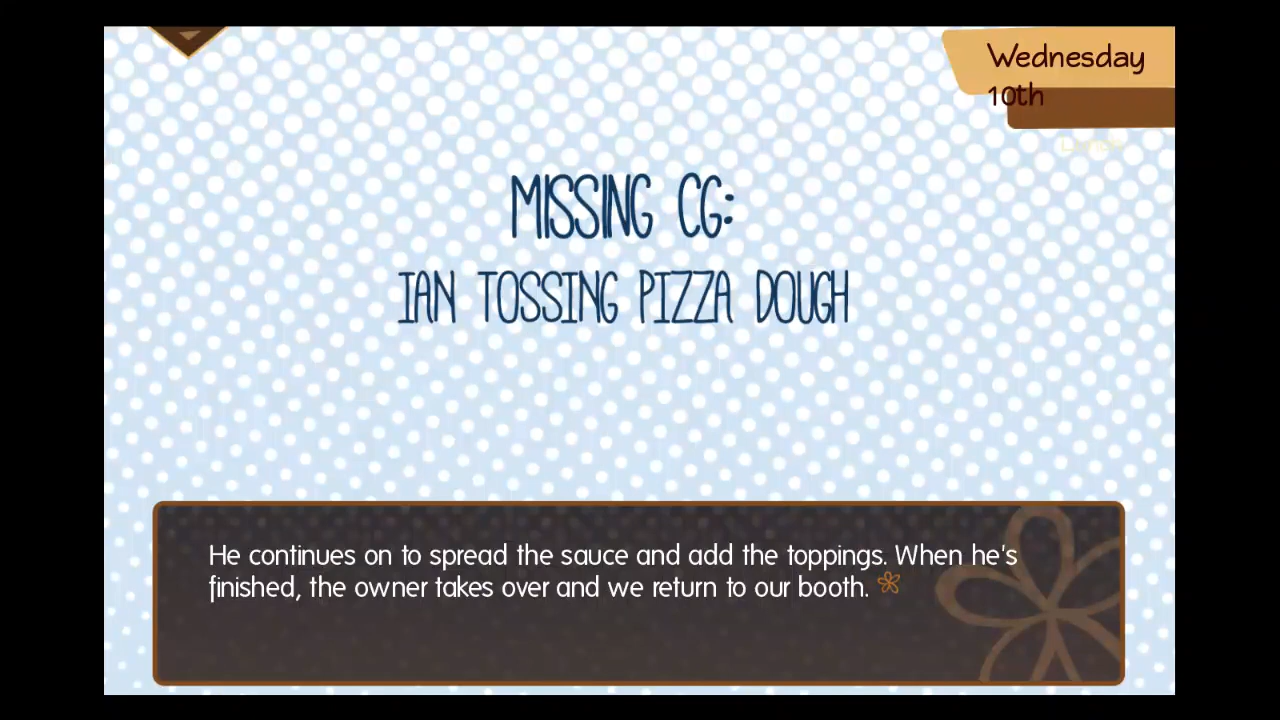 Wednesday
10th
Lunch
MISSING CG:
IAN TOSSING PIZZA DOUGH
He continues on to spread the sauce and add the toppings. When he's
finished, the owner takes over and we return to our booth.